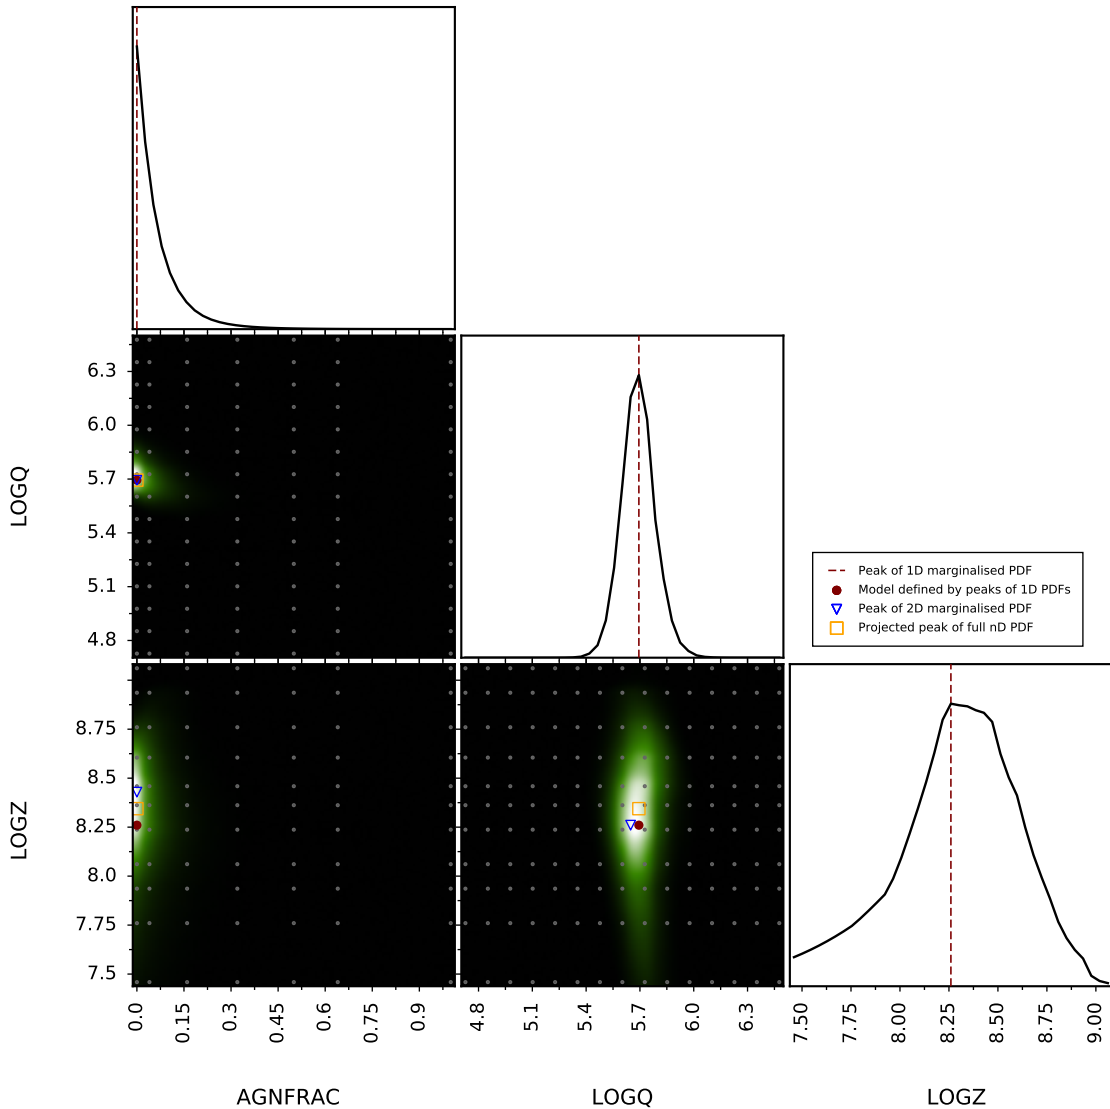 6.3
6.0
5.7
5.4
5.1
4.8
LOGQ
Peak of 1D marginalised PDF
Model defined by peaks of 1D PDFs
Peak of 2D marginalised PDF
Projected peak of full nD PDF
8.75
8.5
8.25
8.0
7.75
7.5
LOGZ
0.0 0.15 0.3 0.45 0.6 0.75 0.9
4.8 5.1 5.4 5.7 6.0 6.3
7.50 7.75 8.00 8.25 8.50 8.75 9.00
AGNFRAC LOGQ LOGZ